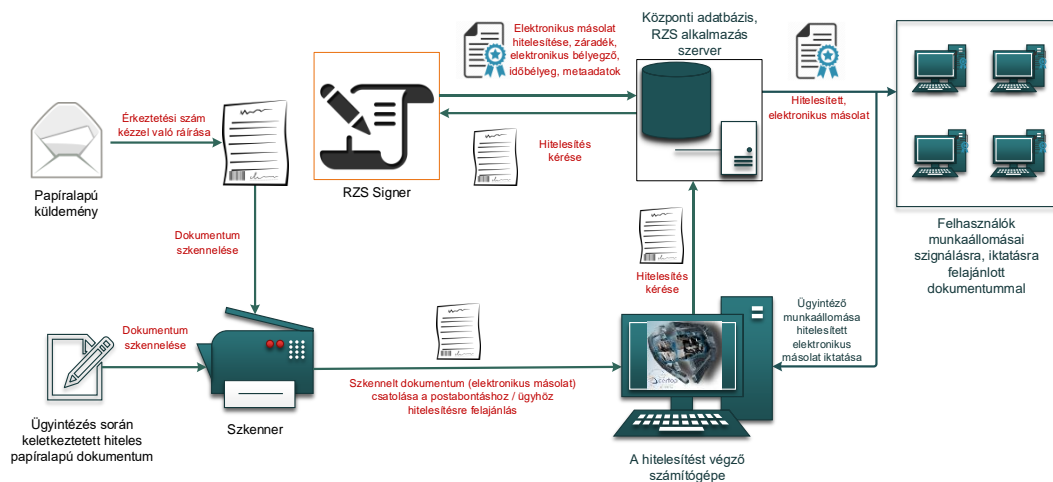 Elektronikus másolat
hitelesítése, záradék,
elektronikus bélyegző,
időbélyeg, metaadatok
Központi adatbázis,
RZS alkalmazás
szerver
Érkeztetési szám
kézzel való ráírása
Hitelesített,
elektronikus másolat
Hitelesítés
kérése
Papíralapú
küldemény
RZS Signer
Dokumentum
szkennelése
Felhasználók
munkaállomásai
szignálásra, iktatásra
felajánlott
dokumentummal
Hitelesítés
kérése
Ügyintéző
munkaállomása
hitelesített
elektronikus
másolat iktatása
Dokumentum
szkennelése
Szkennelt dokumentum (elektronikus másolat)
csatolása a postabontáshoz / ügyhöz
hitelesítésre felajánlás
Szkenner
Ügyintézés során
keletkeztetett hiteles
papíralapú dokumentum
A hitelesítést végző
számítógépe